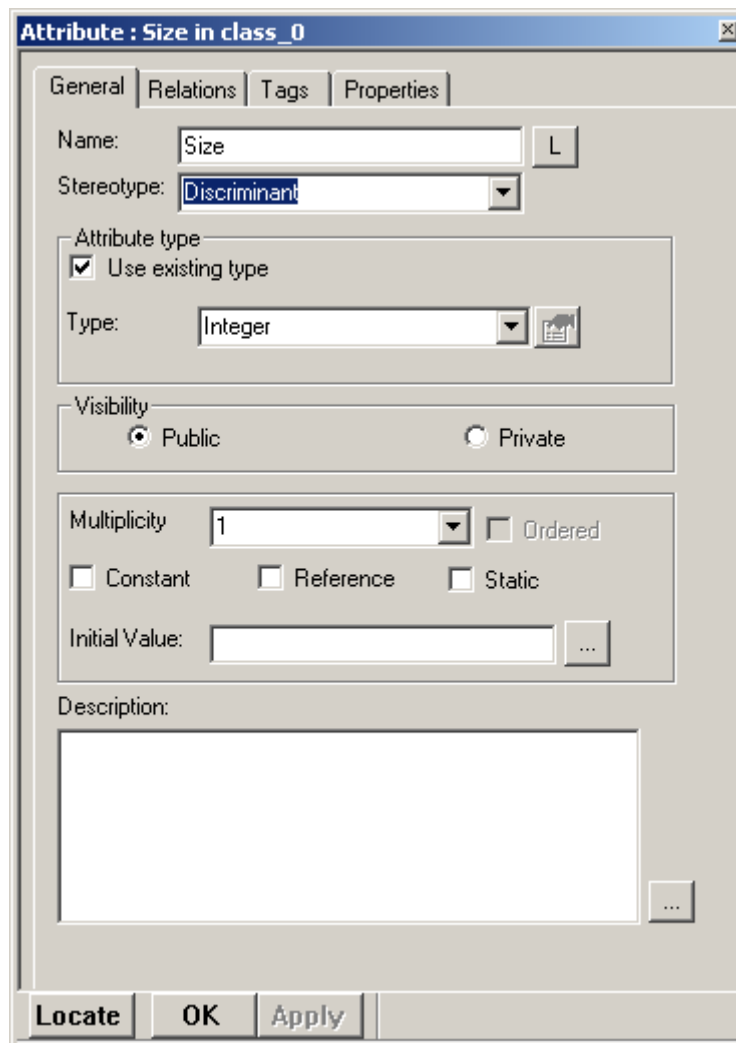 Attribute : Size in class_0
General Relations Tags Properties
Name: Size L
Stereotype: Discriminant
Attribute type
Use existing type
Type: Integer
Visibility
Public Private
Multiplicity 1 Ordered
Constant Reference Static
Initial Value: ...
Description:
...
Locate OK Apply